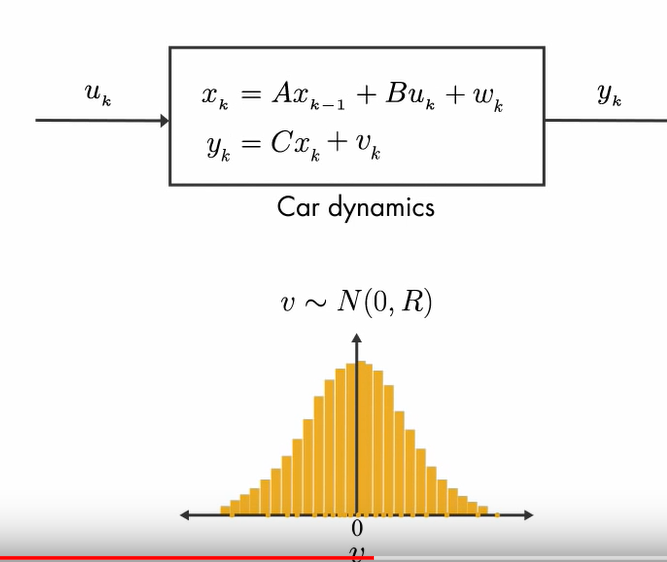 u_k
x_k = Ax_{k-1} + Bu_k + w_k
y_k = Cx_k + v_k
y_k
Car dynamics
v ~ N(0, R)
0
v